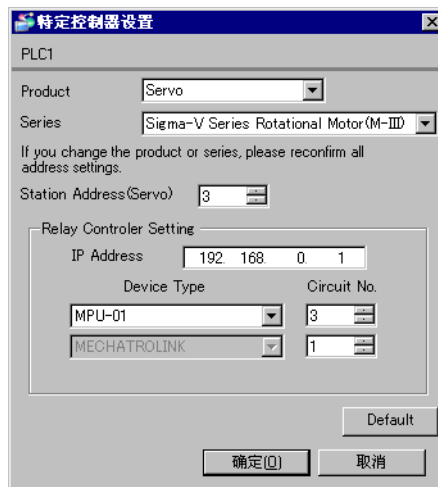 特定控制器设置
PLC1
Product Servo
Series Sigma-V Series Rotational Motor(M-III)
If you change the product or series, please reconfirm all
address settings.
Station Address(Servo) 3
Relay Controler Setting
IP Address 192. 168. 0. 1
Device Type Circuit No.
MPU-01 3
MECHATROLINK 1
Default
确定(O) 取消